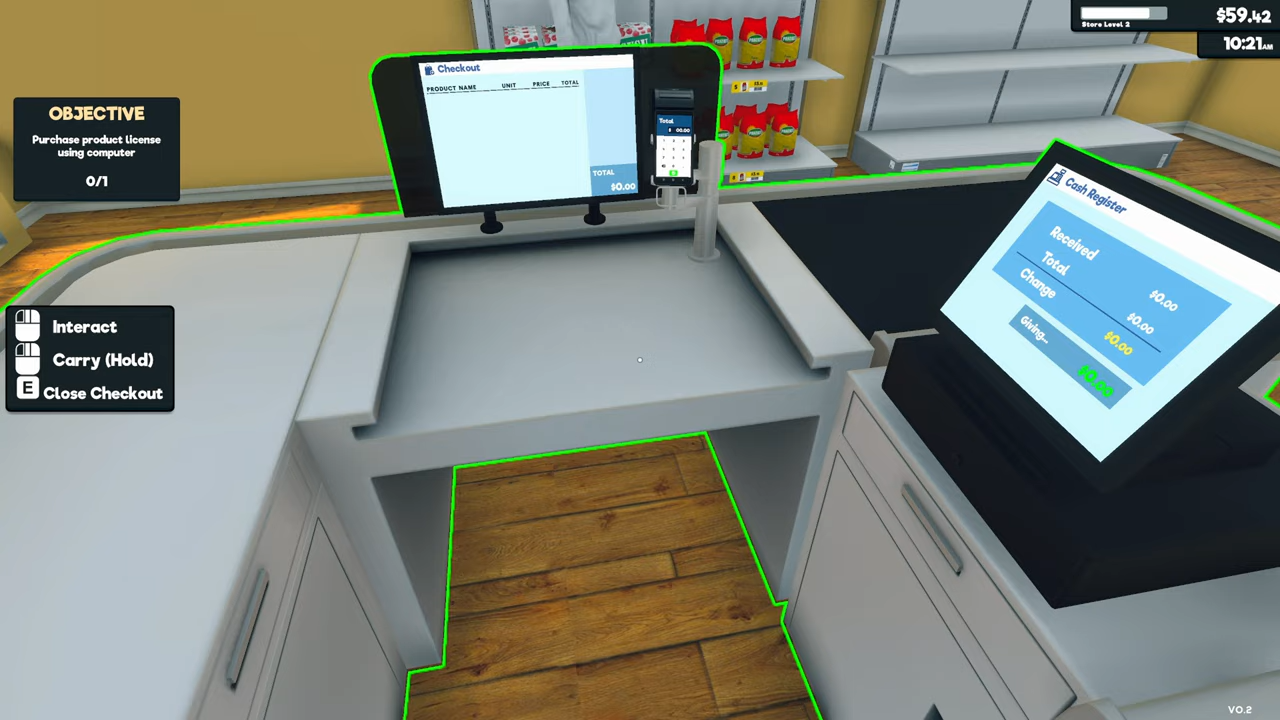 Store Level 2
$59.42
10:21AM
OBJECTIVE
Purchase product license
using computer
0/1
Checkout
PRODUCT NAME UNIT PRICE TOTAL
TOTAL
$0.00
Total
00.00
Cash Register
Received $0.00
Total $0.00
Change $0.00
Giving... $0.00
Interact
Carry (Hold)
E Close Checkout
V0.2